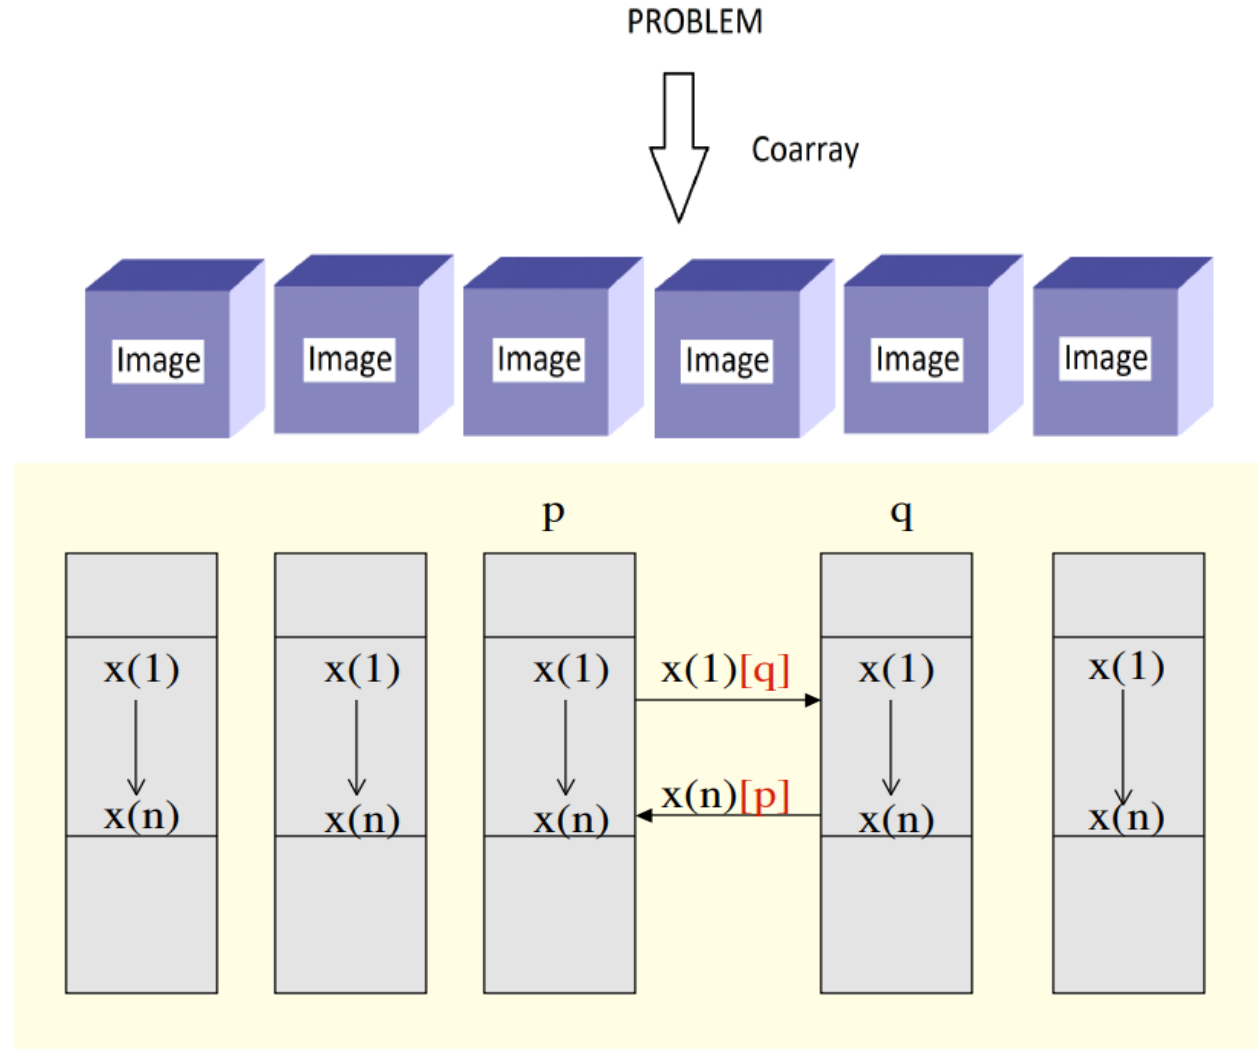 PROBLEM
Coarray
Image Image Image Image Image Image
p q
x(1) x(1) x(1) x(1)[q] x(1) x(1)
x(n)[p]
x(n) x(n) x(n) x(n) x(n)